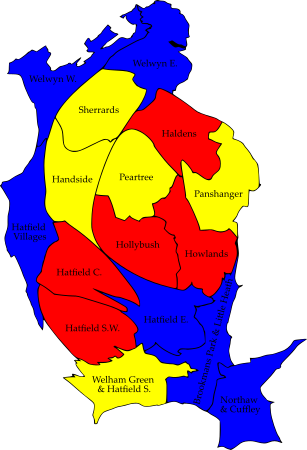 Welwyn W.
Welwyn E.
Sherrards
Haldens
Handside
Peartree
Panshanger
Hatfield
Villages
Hollybush
Howlands
Hatfield C.
Hatfield S.W.
Hatfield E.
Brookmans Park & Little Heath
Welham Green
& Hatfield S.
Northaw
& Cuffley